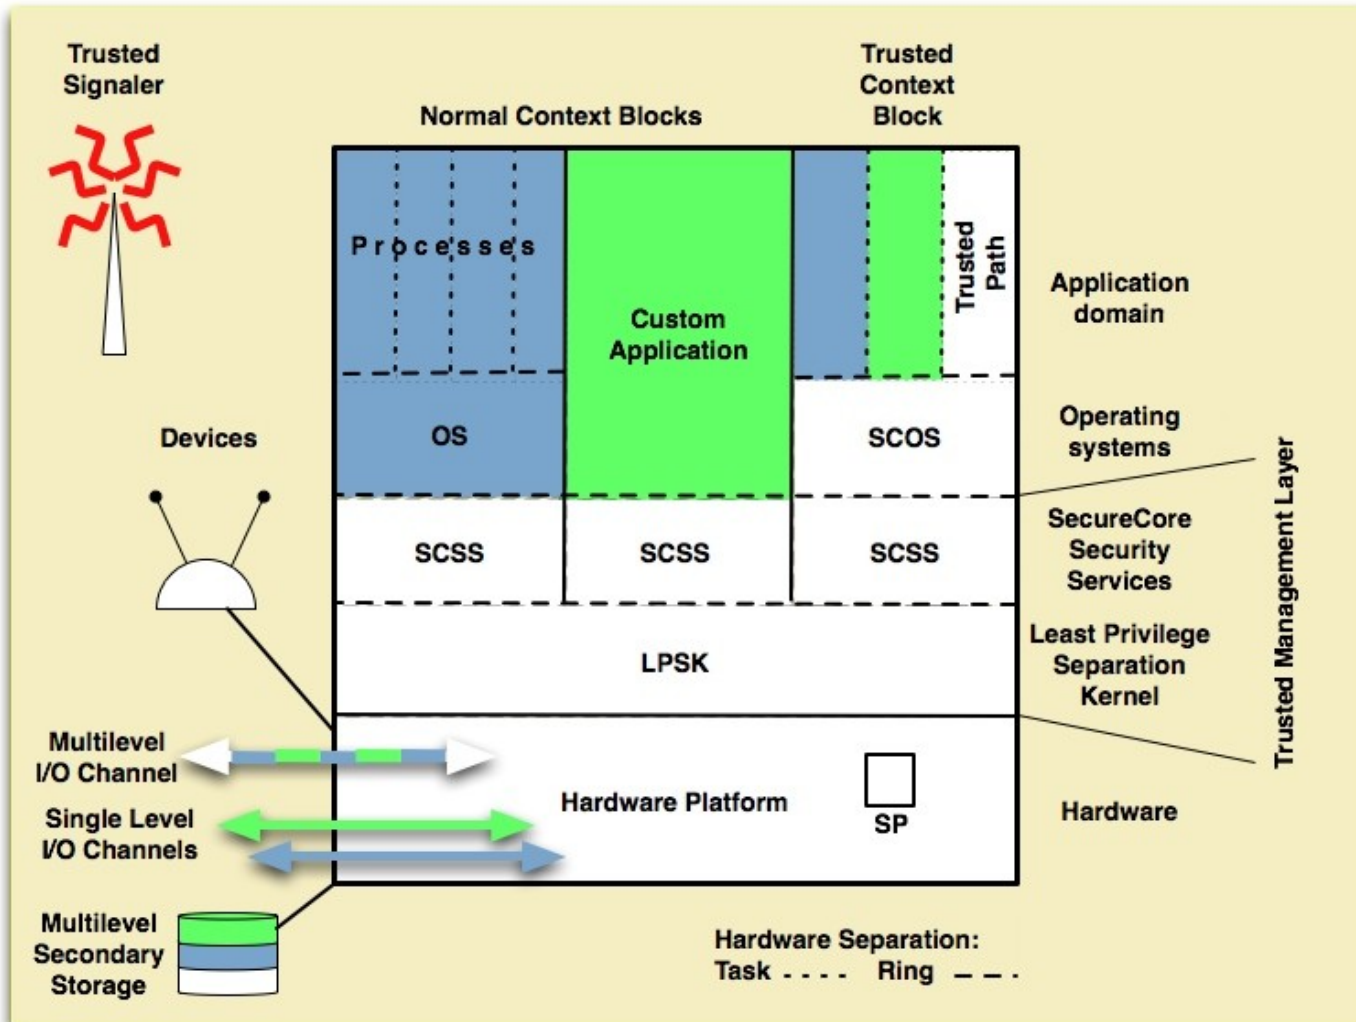 Trusted
Signaler
Normal Context Blocks
Trusted
Context
Block
Processes
Custom
Application
Trusted
Path
Application
domain
Devices
OS
SCOS
Operating
systems
SCSS
SCSS
SCSS
SecureCore
Security
Services
LPSK
Least Privilege
Separation
Kernel
Trusted Management Layer
Multilevel
I/O Channel
Single Level
I/O Channels
Hardware Platform
SP
Hardware
Multilevel
Secondary
Storage
Hardware Separation:
Task - - - - Ring — — -